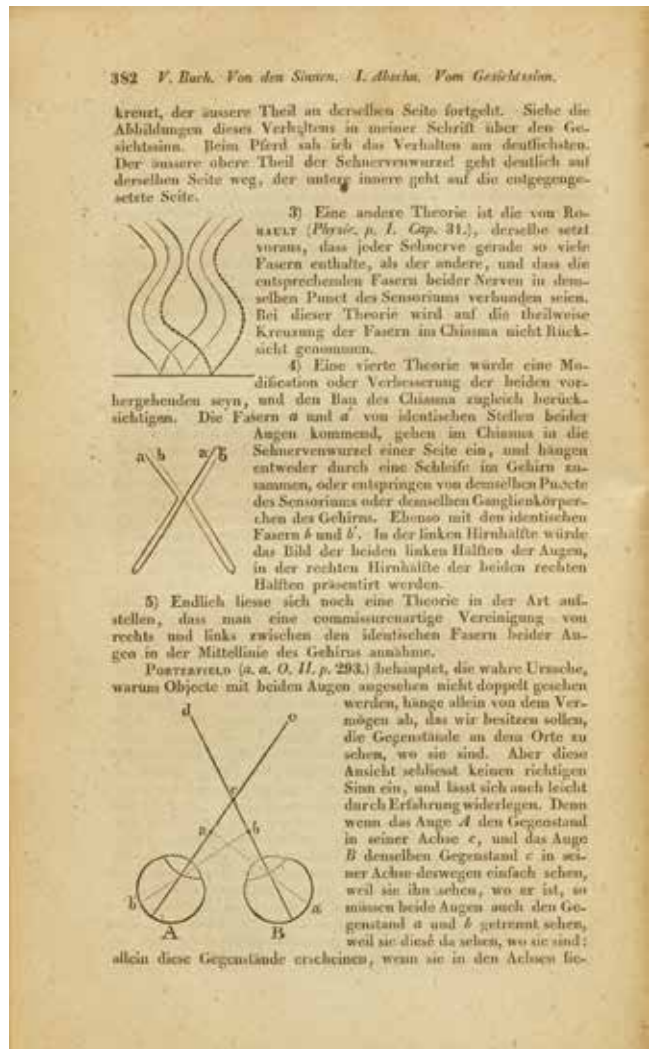 382 V. Buch. Von den Sinnen. I. Abschn. Vom Gesichtssinn.
kreuzt, der äussere Theil an derselben Seite fortgeht. Siehe die
Abbildungen dieses Verhaltens in meiner Schrift über den Ge-
sichtssinn. Beim Pferd sah ich das Verhalten am deutlichsten.
Der äussere obere Theil der Sehnervenwurzel geht deutlich auf
derselben Seite weg, der untere innere geht auf die entgegenge-
setzte Seite.
3) Eine andere Theorie ist die von Ro-
hault (Physic. p. I. Cap. 31.), derselbe setzt
voraus, dass jeder Sehnerve gerade so viele
Fasern enthalte, als der andere, und dass die
entsprechenden Fasern beider Nerven in dem-
selben Punct des Sensoriums verbunden seien.
Bei dieser Theorie wird auf die theilweise
Kreuzung der Fasern im Chiasma nicht Rück-
sicht genommen.
4) Eine vierte Theorie würde eine Mo-
dification oder Verbesserung der beiden vor-
hergehenden seyn, und den Bau des Chiasma zugleich berück-
sichtigen. Die Fasern a und a' von identischen Stellen beider
Augen kommend, gehen im Chiasma in die
Sehnervenwurzel einer Seite ein, und hängen
entweder durch eine Schleife im Gehirn zu-
sammen, oder entspringen von demselben Puncte
des Sensoriums oder demselben Ganglienkörper-
chen des Gehirns. Ebenso mit den identischen
Fasern b und b'. In der linken Hirnhälfte würde
das Bild der beiden linken Hälften der Augen,
in der rechten Hirnhälfte der beiden rechten
Hälften präsentirt werden.
a b a' b'
5) Endlich liesse sich noch eine Theorie in der Art auf-
stellen, dass man eine commissurenartige Vereinigung von
rechts und links zwischen den identischen Fasern beider Au-
gen in der Mittellinie des Gehirns annahme.
Porterfield (a. a. O. II. p. 293.) behauptet, die wahre Ursache,
warum Objecte mit beiden Augen angesehen nicht doppelt gesehen
werden, hänge allein von dem Ver-
mögen ab, das wir besitzen sollen,
die Gegenstände an dem Orte zu
sehen, wo sie sind. Aber diese
Ansicht schliesst keinen richtigen
Sinn ein, und lässt sich auch leicht
durch Erfahrung widerlegen. Denn
wenn das Auge A den Gegenstand
in seiner Achse c, und das Auge
B denselben Gegenstand c in sei-
ner Achse deswegen einfach sehen,
weil sie ihn sehen, wo er ist, so
müssen beide Augen auch den Ge-
genstand a und b getrennt sehen,
weil sie diese da sehen, wo sie sind;
d e
c
a b
b a
A B
allein diese Gegenstände erscheinen, wenn sie in den Achsen lie-